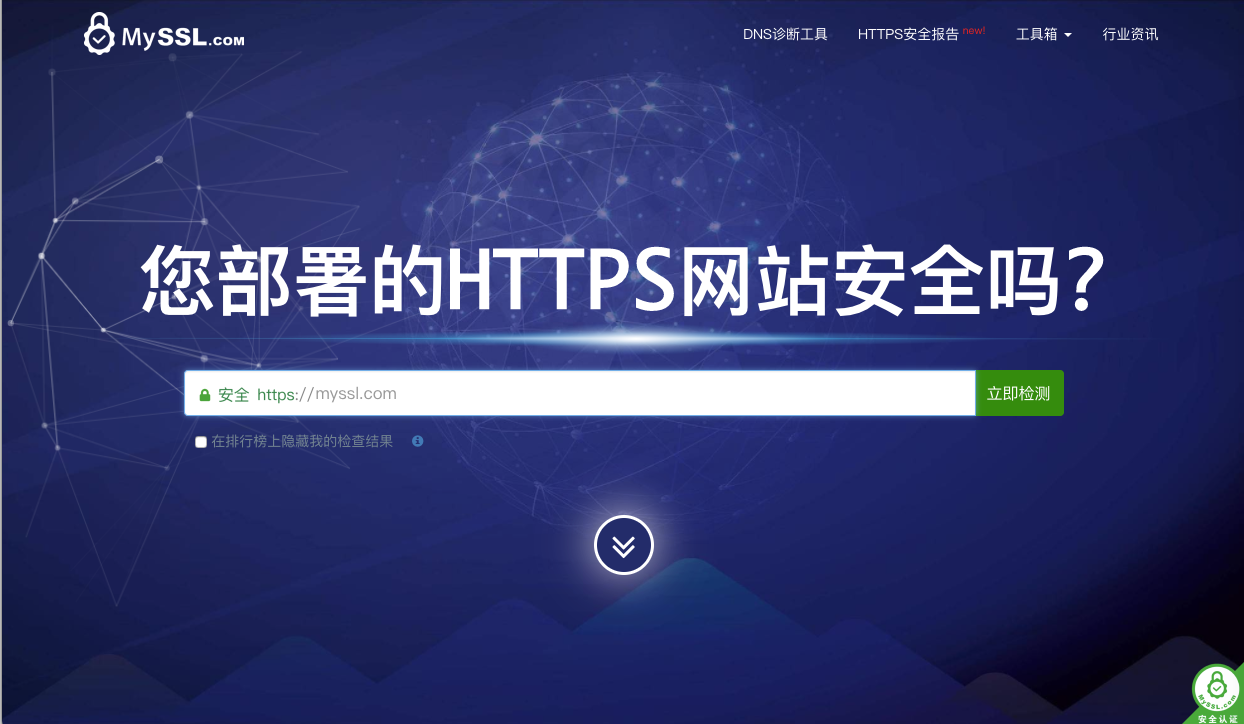 MySSL.COM
DNS诊断工具 HTTPS安全报告 new! 工具箱 行业资讯
您部署的HTTPS网站安全吗?
安全 https://myssl.com 立即检测
在排行榜上隐藏我的检查结果
MySSL.com
安全认证